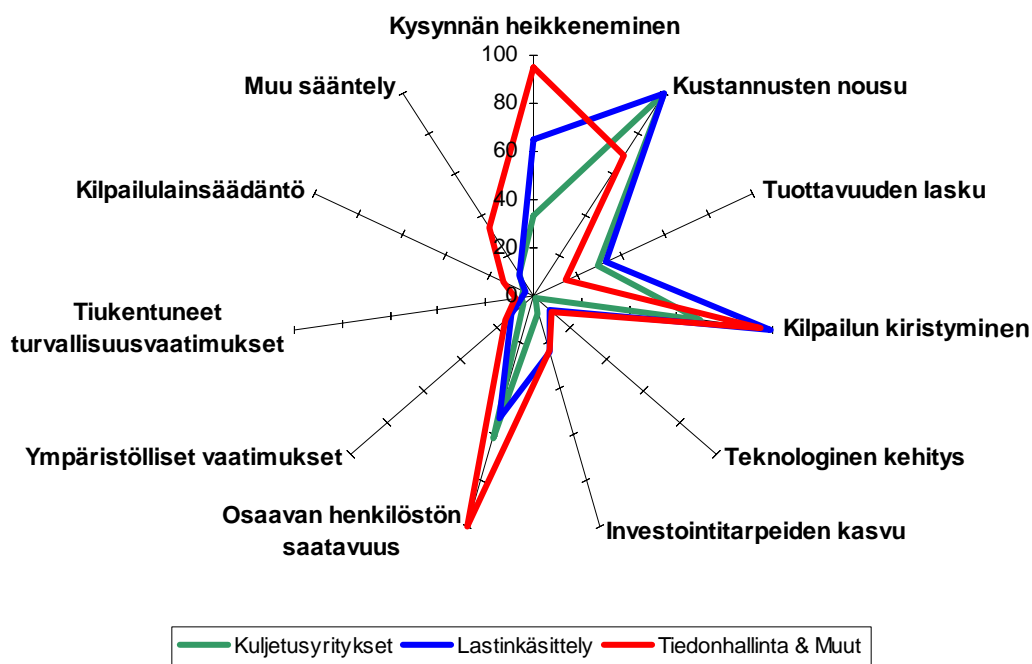 Kysynnän heikkeneminen
100
Muu sääntely
Kustannusten nousu
80
60
Kilpailulainsäädäntö
Tuottavuuden lasku
40
20
0
Tiukentuneet
turvallisuusvaatimukset
Kilpailun kiristyminen
Ympäristölliset vaatimukset
Teknologinen kehitys
Osaavan henkilöstön
saatavuus
Investointitarpeiden kasvu
Kuljetusyritykset
Lastinkäsittely
Tiedonhallinta & Muut